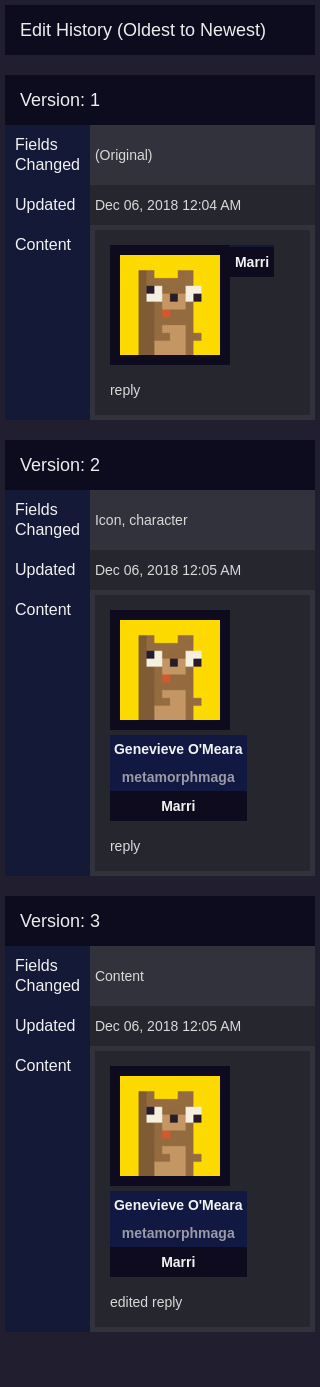 Edit History (Oldest to Newest)
Version: 1
Fields Changed
(Original)
Updated
Dec 06, 2018 12:04 AM
Content
Marri
reply
Version: 2
Fields Changed
Icon, character
Updated
Dec 06, 2018 12:05 AM
Content
Genevieve O'Meara
metamorphmaga
Marri
reply
Version: 3
Fields Changed
Content
Updated
Dec 06, 2018 12:05 AM
Content
Genevieve O'Meara
metamorphmaga
Marri
edited reply